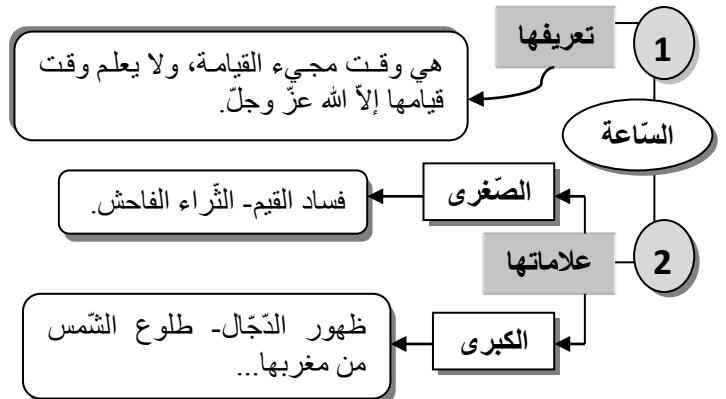 1
تعريفها
هي وقت مجيء القيامة، ولا يعلم وقت
قيامها إلاّ الله عزّ وجلّ.
السّاعة
2
علاماتها
الصّغرى
فساد القيم- الثّراء الفاحش.
الكبرى
ظهور الدّجّال- طلوع الشّمس
من مغربها...